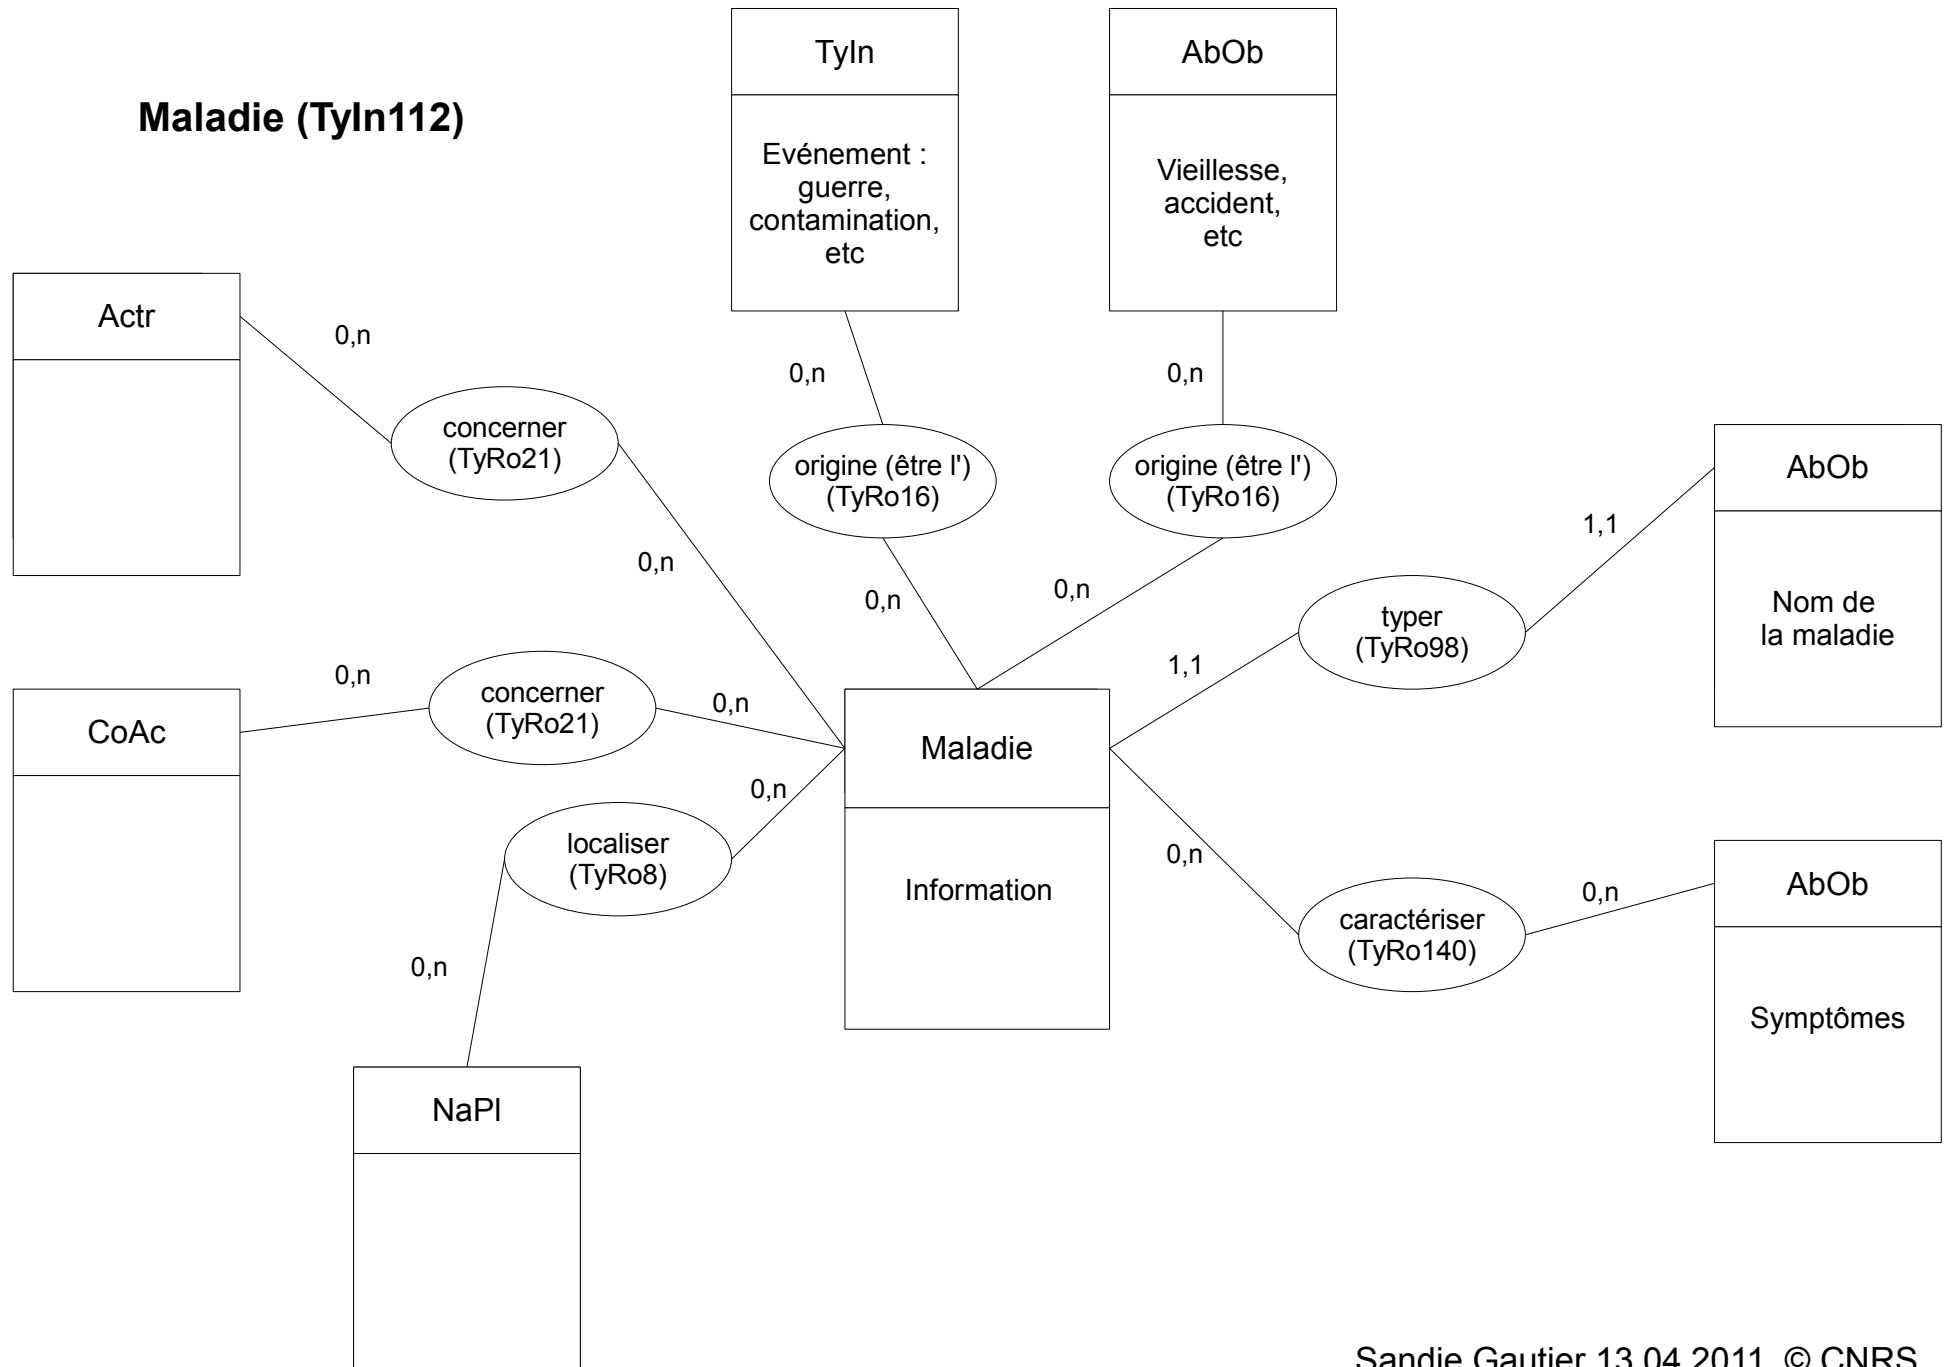 Maladie (TyIn112)
TyIn
Evénement :
guerre,
contamination,
etc
AbOb
Vieillesse,
accident,
etc
Actr
0,n
concerner
(TyRo21)
0,n
0,n
origine (être l')
(TyRo16)
0,n
0,n
origine (être l')
(TyRo16)
0,n
AbOb
Nom de
la maladie
1,1
typer
(TyRo98)
1,1
CoAc
0,n
concerner
(TyRo21)
0,n
Maladie
Information
localiser
(TyRo8)
0,n
0,n
NaPl
0,n
caractériser
(TyRo140)
0,n
AbOb
Symptômes
Sandie Gautier 13.04.2011, © CNRS